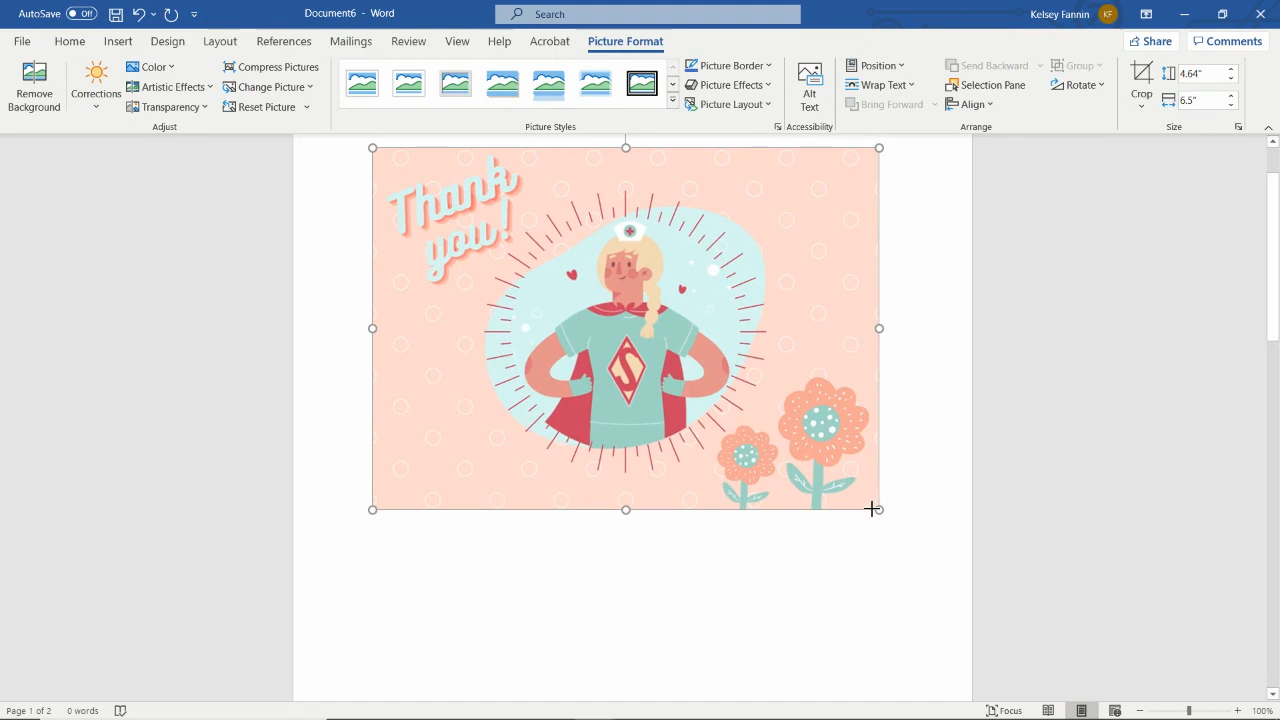 AutoSave Off Document6 - Word Search Kelsey Fannin KF
File Home Insert Design Layout References Mailings Review View Help Acrobat Picture Format Share Comments
Remove Background
Corrections
Color
Artistic Effects
Transparency
Compress Pictures
Change Picture
Reset Picture
Adjust
Picture Styles
Picture Border
Picture Effects
Picture Layout
Alt Text
Accessibility
Position
Wrap Text
Bring Forward
Send Backward
Selection Pane
Align
Group
Rotate
Arrange
Crop
4.64"
6.5"
Size
Thank
you!
S
Page 1 of 2 0 words Focus 100%